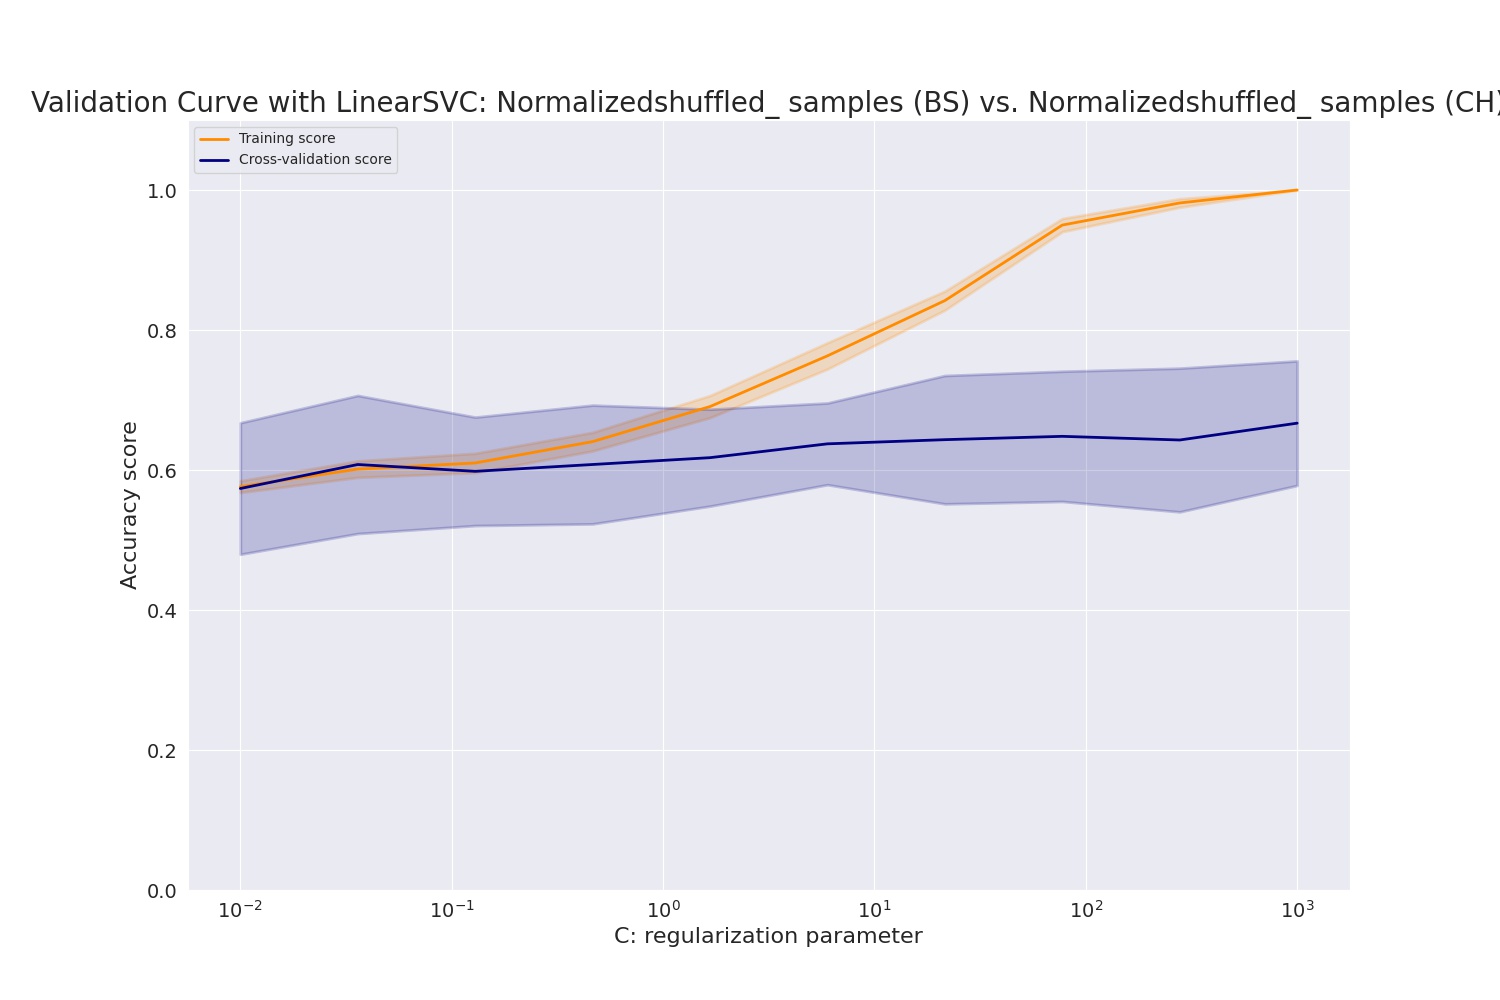 Validation Curve with LinearSVC: Normalizedshuffled_ samples (BS) vs. Normalizedshuffled_ samples (CH)
Training score
Cross-validation score
1.0
0.8
0.6
0.4
0.2
0.0
Accuracy score
10⁻² 10⁻¹ 10⁰ 10¹ 10² 10³
C: regularization parameter